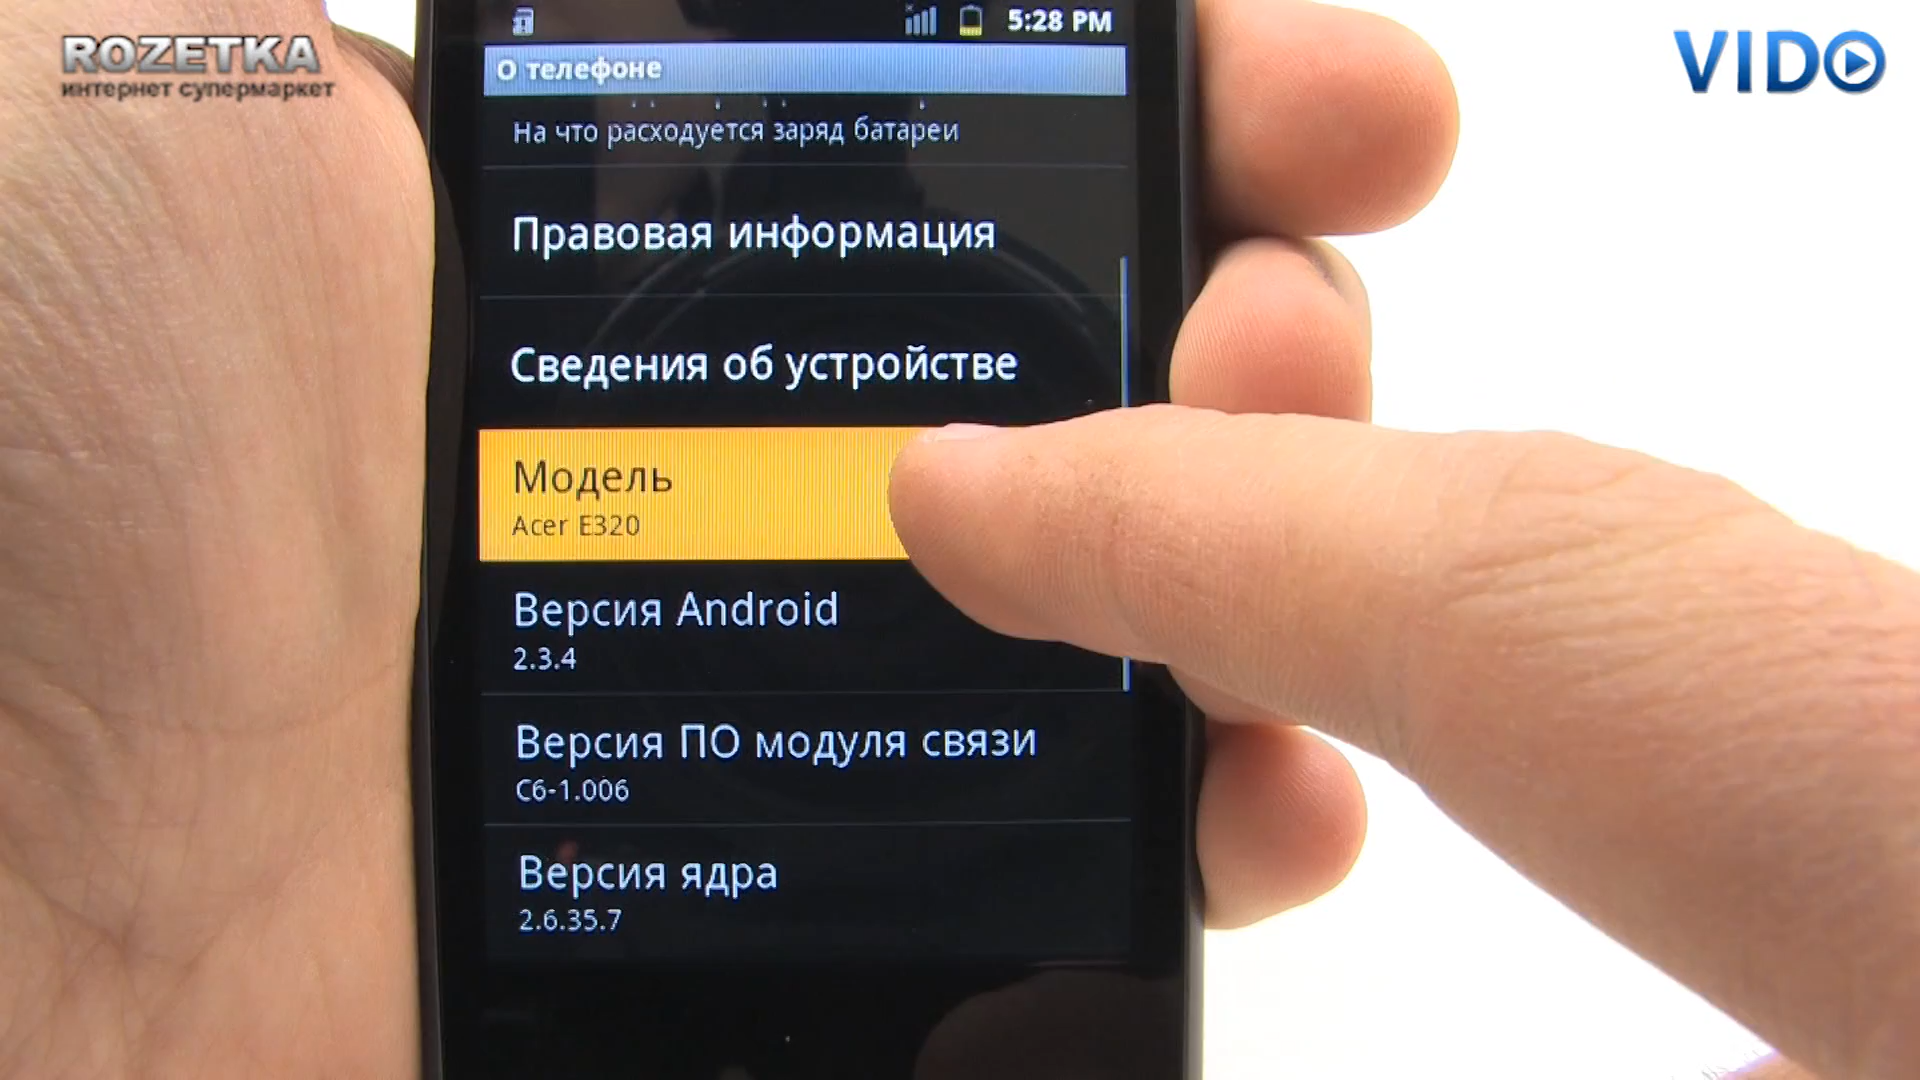 ROZETKA
интернет супермаркет
VIDO
5:28 PM
О телефоне
На что расходуется заряд батареи
Правовая информация
Сведения об устройстве
Модель
Acer E320
Версия Android
2.3.4
Версия ПО модуля связи
C6-1.006
Версия ядра
2.6.35.7